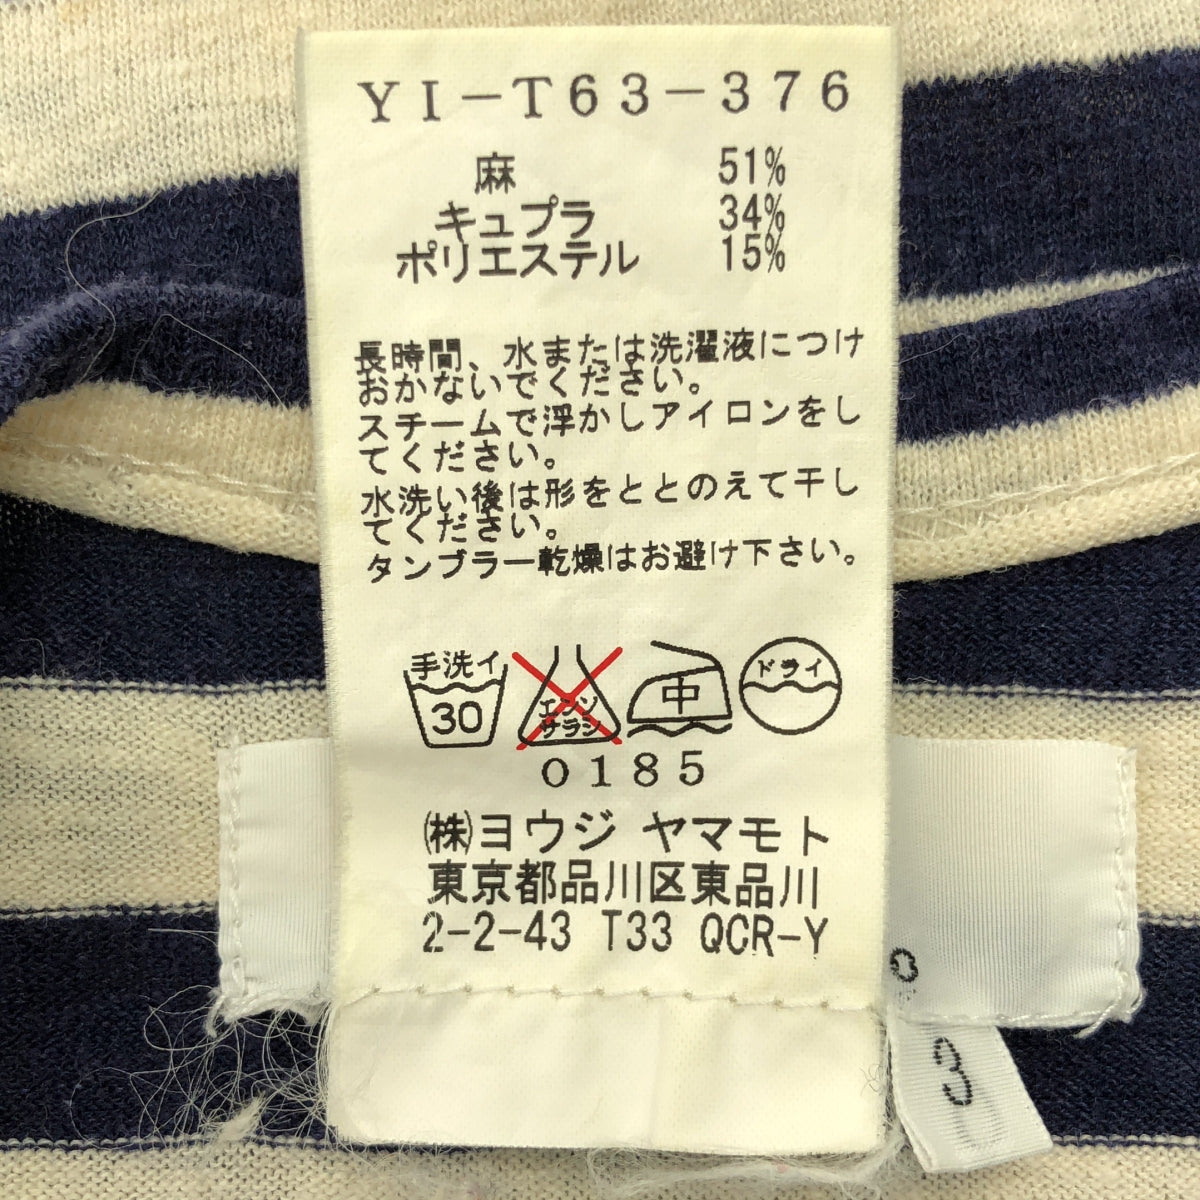 YI-T63-376
麻 51%
キュプラ 34%
ポリエステル 15%
長時間、水または洗濯液につけ
おかないでください。
スチームで浮かしアイロンをし
てください。
水洗い後は形をととのえて干し
てください。
タンブラー乾燥はお避け下さい。
手洗イ
30
エンソ
サラシ
中
ドライ
0185
㈱ヨウジ ヤマモト
東京都品川区東品川
2-2-43 T33 QCR-Y
3